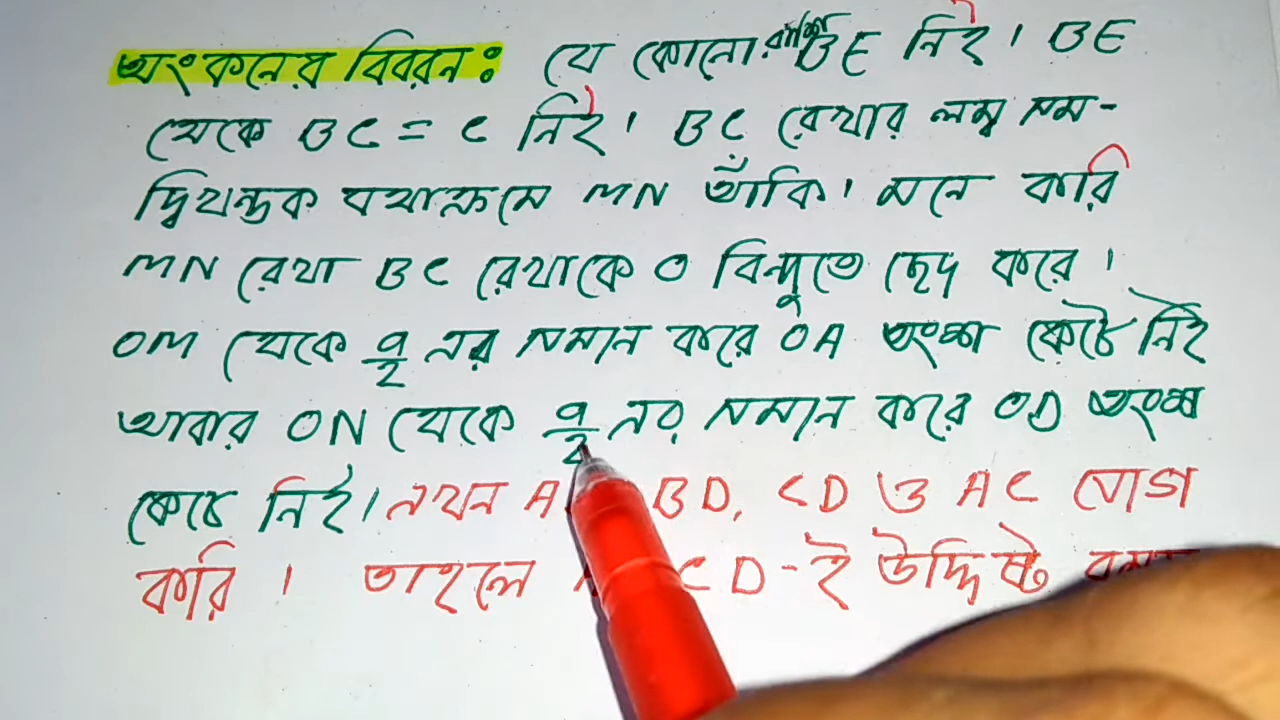 অংকনের বিবরন: যে কোনো রশ্মি BE নিই। BE
থেকে BC = c নিই। BC রেখার লম্ব সম-
দ্বিখন্ডক যথাক্রমে MN আঁকি। মনে করি
MN রেখা BC রেখাকে O বিন্দুতে ছেদ করে।
OM থেকে a/2 এর সমান করে OA অংশ কেটে নিই
আবার ON থেকে a/2 এর সমান করে OD অংশ
কেটে নিই। এখন BD, CD ও AC যোগ
করি। তাহলে CD-ই উদ্দিষ্ট